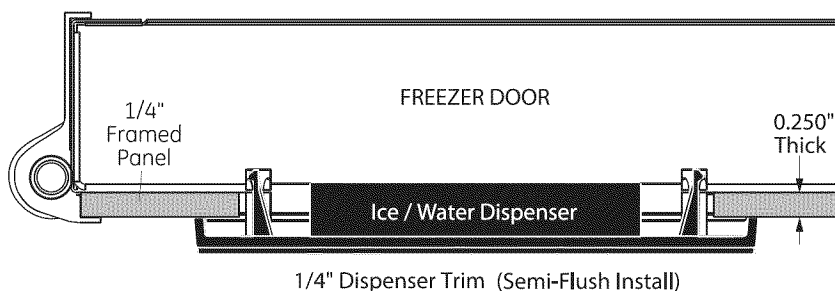 FREEZER DOOR
1/4"
Framed
Panel
0.250"
Thick
Ice / Water Dispenser
1/4" Dispenser Trim (Semi-Flush Install)